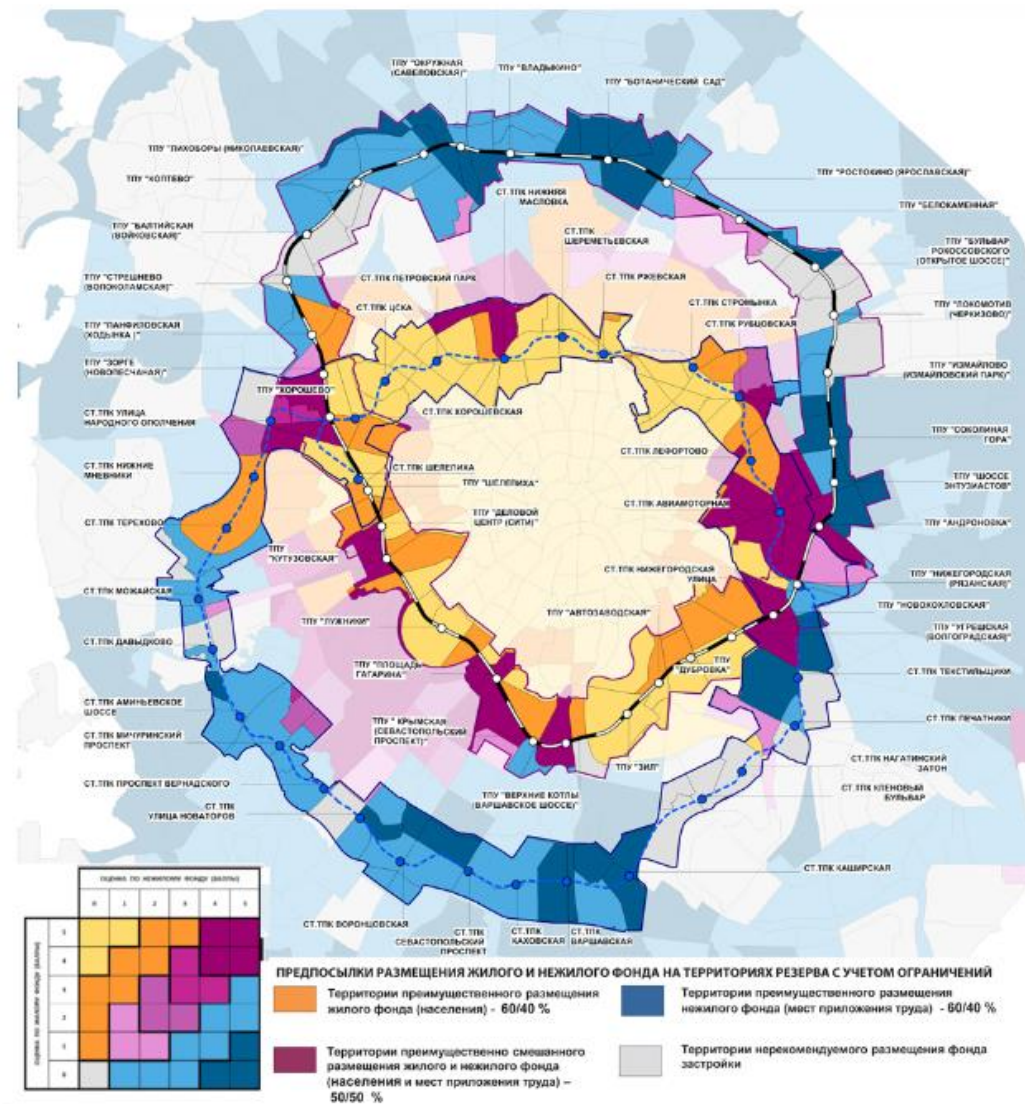 ТПУ "ОКРУЖНАЯ
(САВЕЛОВСКАЯ)"
ТПУ "ВЛАДЫКИНО"
ТПУ "БОТАНИЧЕСКИЙ САД"
ТПУ "ЛИХОБОРЫ (НИКОЛАЕВСКАЯ)"
ТПУ "КОПТЕВО"
ТПУ "РОСТОКИНО (ЯРОСЛАВСКАЯ)"
СТ.ТПК НИЖНЯЯ
МАСЛОВКА
ТПУ "БЕЛОКАМЕННАЯ"
ТПУ "БАЛТИЙСКАЯ
(ВОЙКОВСКАЯ)"
СТ.ТПК
ШЕРЕМЕТЬЕВСКАЯ
ТПУ "БУЛЬВАР
РОКОССОВСКОГО
(ОТКРЫТОЕ ШОССЕ)"
ТПУ "СТРЕШНЕВО
(ВОЛОКОЛАМСКАЯ)"
СТ.ТПК ПЕТРОВСКИЙ ПАРК
СТ.ТПК РЖЕВСКАЯ
СТ.ТПК ЦСКА
СТ.ТПК СТРОМЫНКА
ТПУ "ЛОКОМОТИВ
(ЧЕРКИЗОВО)"
ТПУ "ПАНФИЛОВСКАЯ
(ХОДЫНКА)"
СТ.ТПК РУБЦОВСКАЯ
ТПУ "ЗОРГЕ
(НОВОПЕСЧАНАЯ)"
ТПУ "ИЗМАЙЛОВО
(ИЗМАЙЛОВСКИЙ ПАРК)"
ТПУ "ХОРОШЕВО"
СТ.ТПК УЛИЦА
НАРОДНОГО ОПОЛЧЕНИЯ
СТ.ТПК ХОРОШЕВСКАЯ
ТПУ "СОКОЛИНАЯ
ГОРА"
СТ.ТПК НИЖНИЕ
МНЕВНИКИ
СТ.ТПК ШЕЛЕПИХА
СТ.ТПК ЛЕФОРТОВО
ТПУ "ШЕЛЕПИХА"
ТПУ "ШОССЕ
ЭНТУЗИАСТОВ"
СТ.ТПК АВИАМОТОРНАЯ
СТ.ТПК ТЕРЕХОВО
ТПУ "ДЕЛОВОЙ
ЦЕНТР (СИТИ)"
ТПУ "АНДРОНОВКА"
ТПУ
"КУТУЗОВСКАЯ"
СТ.ТПК НИЖЕГОРОДСКАЯ
УЛИЦА
ТПУ "НИЖЕГОРОДСКАЯ
(РЯЗАНСКАЯ)"
СТ.ТПК МОЖАЙСКАЯ
ТПУ "АВТОЗАВОДСКАЯ"
ТПУ "НОВОХОХЛОВСКАЯ"
ТПУ "ЛУЖНИКИ"
ТПУ "УГРЕШСКАЯ
(ВОЛГОГРАДСКАЯ)"
СТ.ТПК ДАВЫДКОВО
ТПУ "ПЛОЩАДЬ
ГАГАРИНА"
ТПУ
"ДУБРОВКА"
СТ.ТПК ТЕКСТИЛЬЩИКИ
СТ.ТПК АМИНЬЕВСКОЕ
ШОССЕ
СТ.ТПК ПЕЧАТНИКИ
ТПУ " КРЫМСКАЯ
(СЕВАСТОПОЛЬСКИЙ
ПРОСПЕКТ)"
СТ.ТПК МИЧУРИНСКИЙ
ПРОСПЕКТ
СТ.ТПК НАГАТИНСКИЙ
ЗАТОН
ТПУ "ЗИЛ"
СТ.ТПК ПРОСПЕКТ ВЕРНАДСКОГО
СТ.ТПК КЛЕНОВЫЙ
БУЛЬВАР
ТПУ "ВЕРХНИЕ КОТЛЫ
(ВАРШАВСКОЕ ШОССЕ)"
СТ.ТПК
УЛИЦА НОВАТОРОВ
СТ.ТПК КАШИРСКАЯ
СТ.ТПК ВОРОНЦОВСКАЯ
СТ.ТПК
СЕВАСТОПОЛЬСКИЙ
ПРОСПЕКТ
СТ.ТПК
КАХОВСКАЯ
СТ.ТПК
ВАРШАВСКАЯ
ОЦЕНКА ПО НЕЖИЛОМУ ФОНДУ (БАЛЛЫ)
0 1 2 3 4 5
ОЦЕНКА ПО ЖИЛОМУ ФОНДУ (БАЛЛЫ)
5
4
3
2
1
0
ПРЕДПОСЫЛКИ РАЗМЕЩЕНИЯ ЖИЛОГО И НЕЖИЛОГО ФОНДА НА ТЕРРИТОРИЯХ РЕЗЕРВА С УЧЕТОМ ОГРАНИЧЕНИЙ
Территории преимущественного размещения
жилого фонда (населения) - 60/40 %
Территории преимущественно смешанного
размещения жилого и нежилого фонда
(населения и мест приложения труда) –
50/50 %
Территории преимущественного размещения
нежилого фонда (мест приложения труда) - 60/40 %
Территории нерекомендуемого размещения фонда
застройки